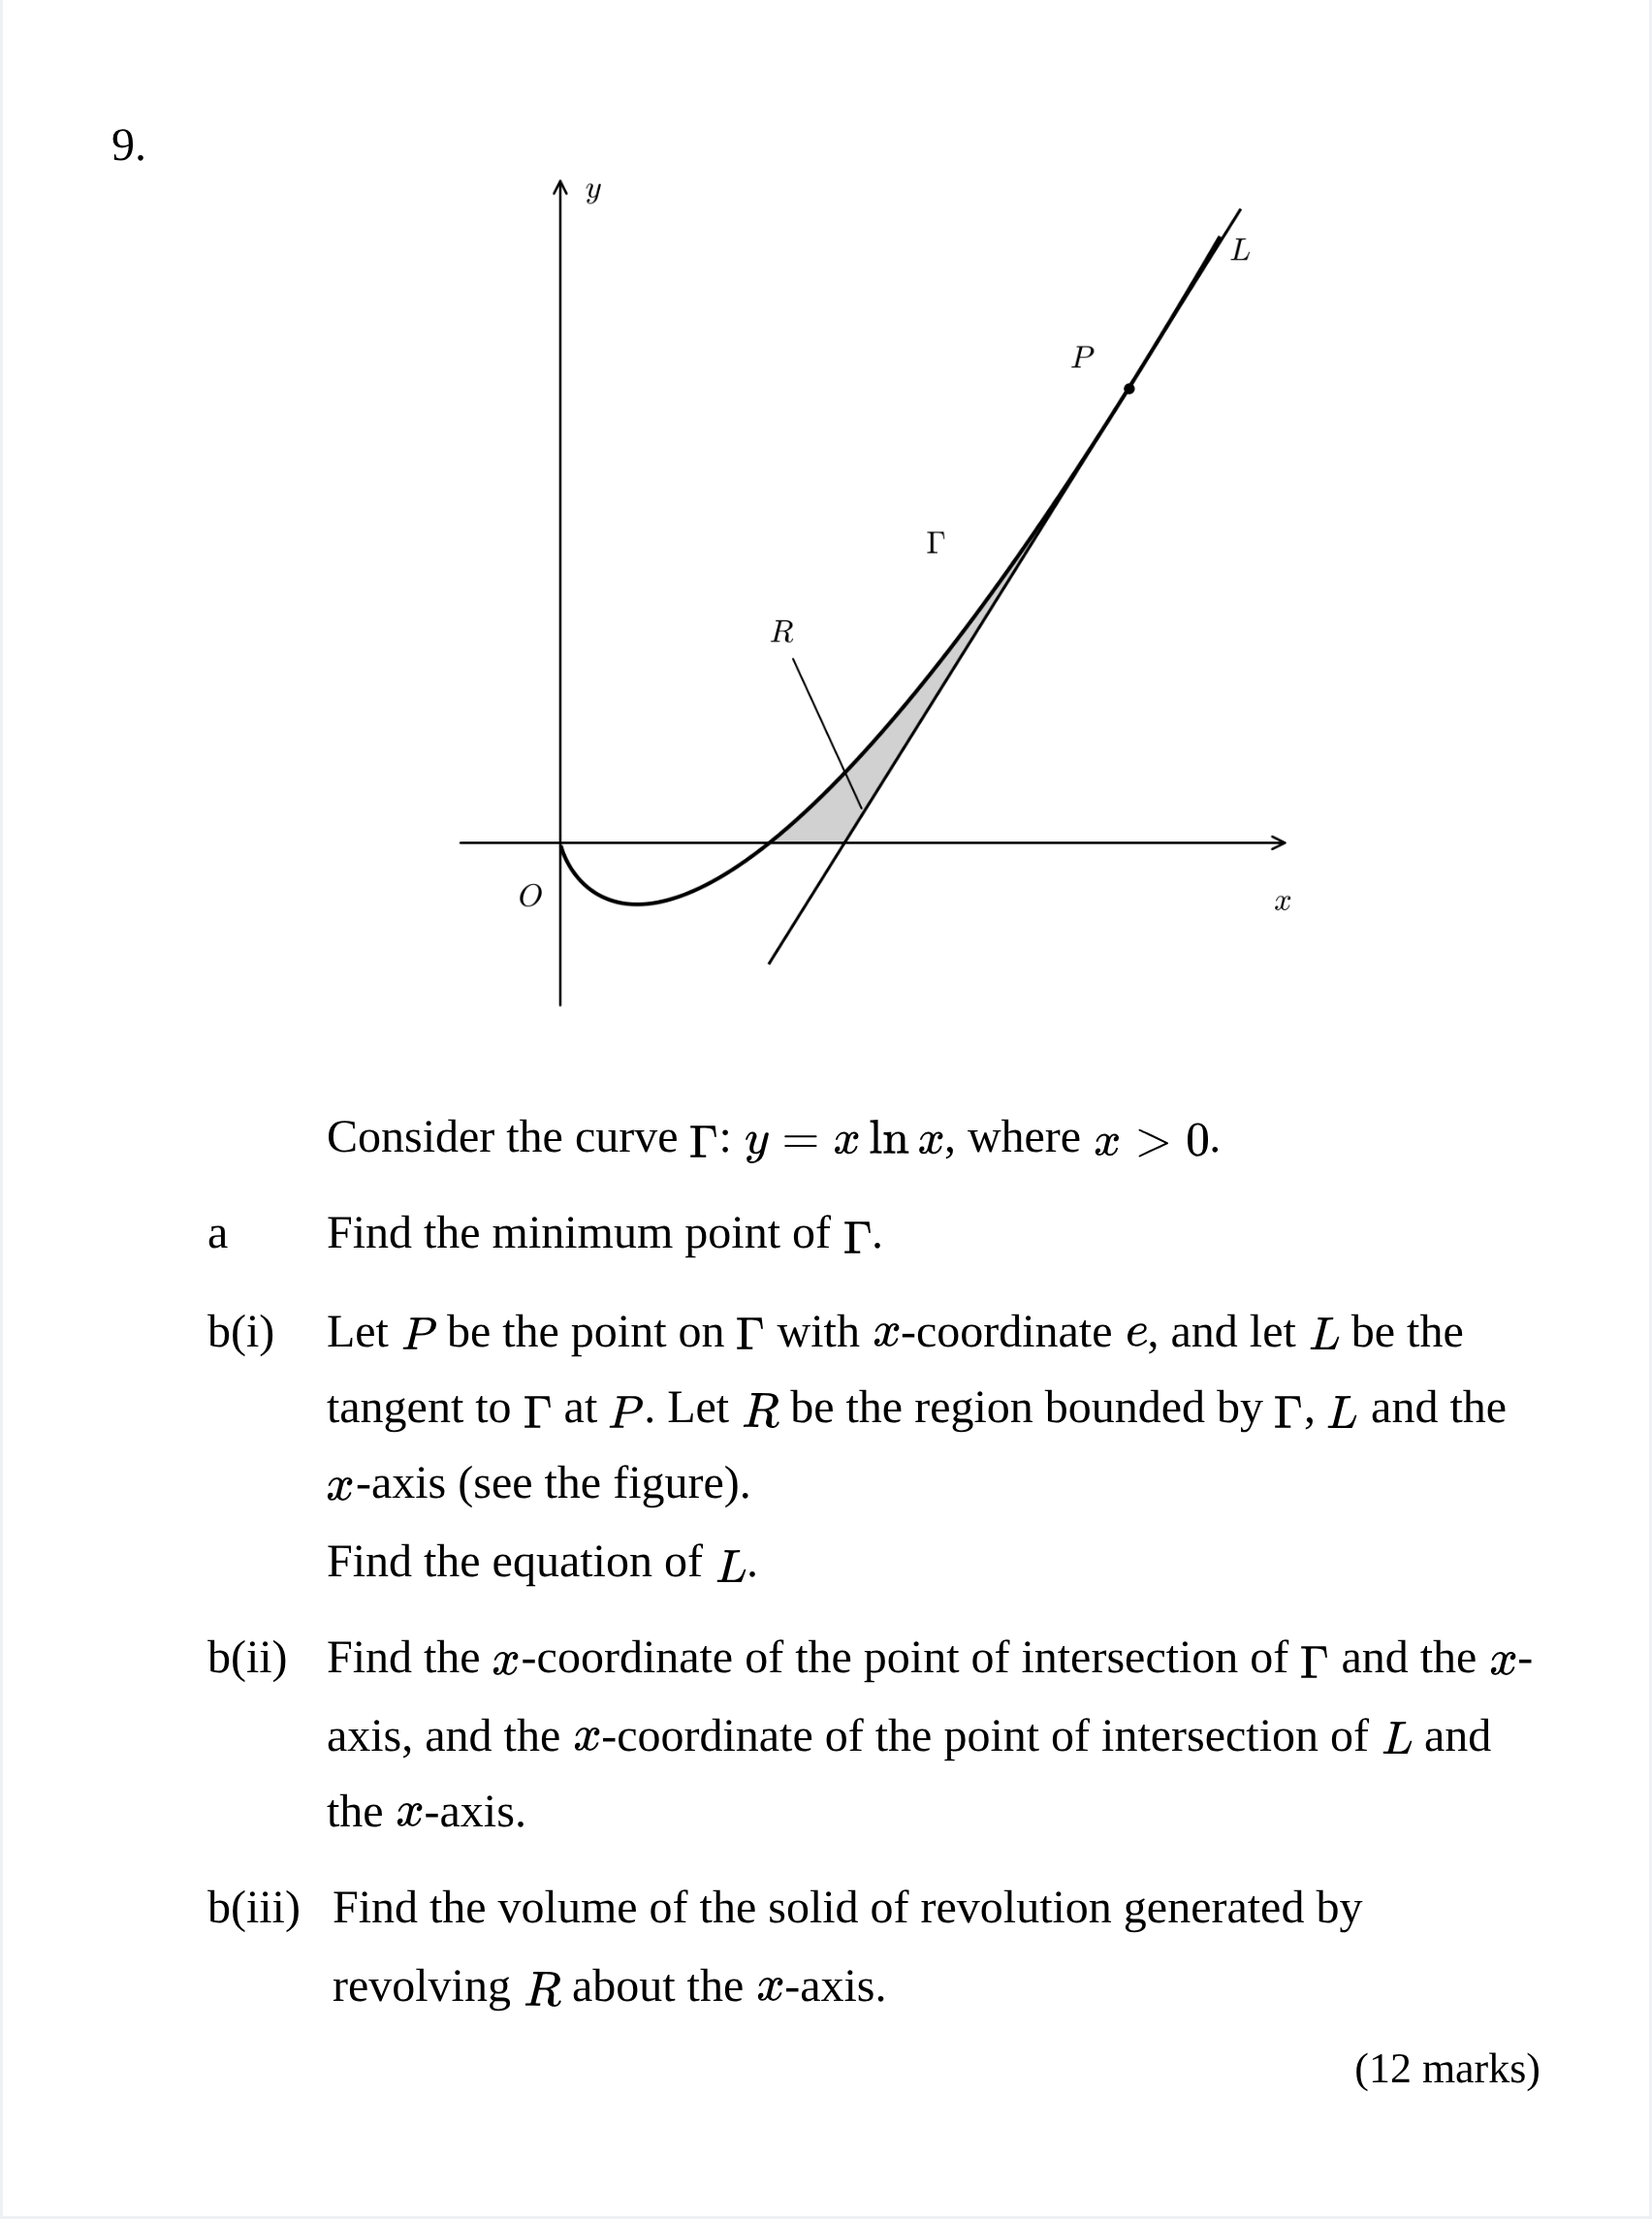 9.
y
L
P
Γ
R
O
x
Consider the curve Γ: y = x ln x, where x > 0.
a Find the minimum point of Γ.
b(i) Let P be the point on Γ with x-coordinate e, and let L be the
tangent to Γ at P. Let R be the region bounded by Γ, L and the
x-axis (see the figure).
Find the equation of L.
b(ii) Find the x-coordinate of the point of intersection of Γ and the x-
axis, and the x-coordinate of the point of intersection of L and
the x-axis.
b(iii) Find the volume of the solid of revolution generated by
revolving R about the x-axis.
(12 marks)